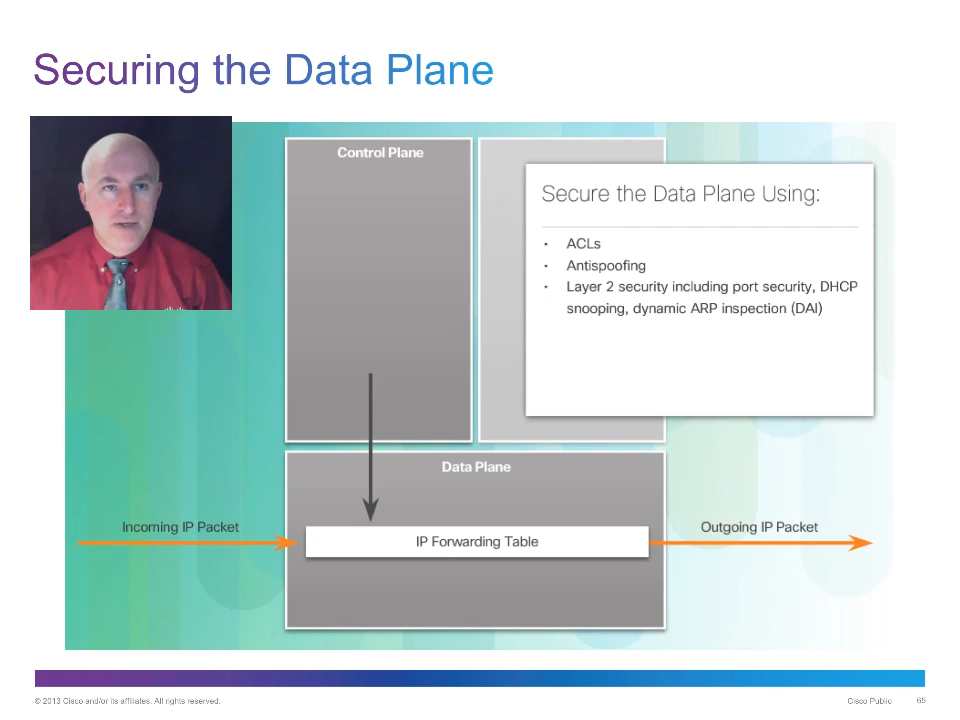 Securing the Data Plane
Control Plane
Secure the Data Plane Using:
· ACLs
· Antispoofing
· Layer 2 security including port security, DHCP
snooping, dynamic ARP inspection (DAI)
Data Plane
Incoming IP Packet
IP Forwarding Table
Outgoing IP Packet
© 2013 Cisco and/or its affiliates. All rights reserved.
Cisco Public
65